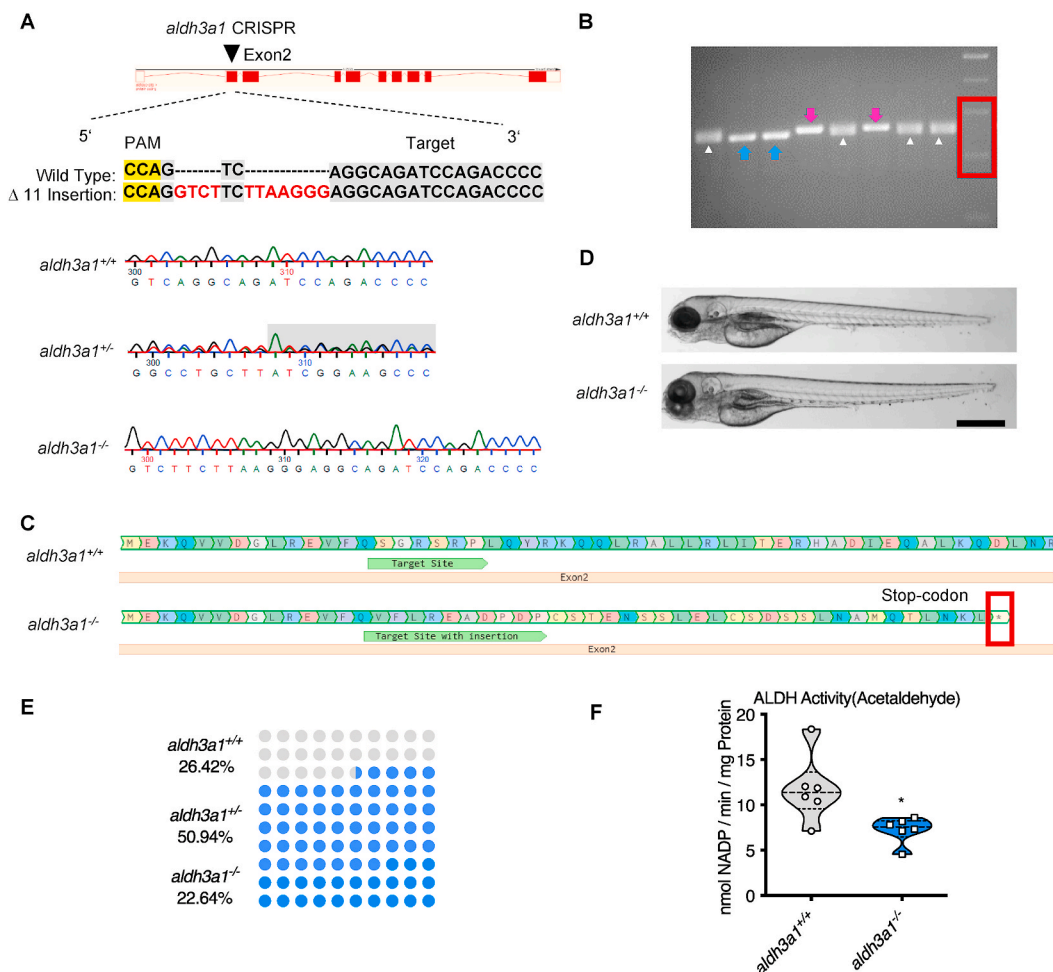 A
aldh3a1 CRISPR
Exon2
5‘
3‘
PAM
Target
Wild Type:
CCAG-------TC------------AGGCAGATCCAGACCCC
Δ 11 Insertion:
CCAGGTCTTCTTAAGGGAGGCAGATCCAGACCCC
aldh3a1+/+
300
310
G T C A G G C A G A T C C A G A C C C C
aldh3a1+/-
300
310
G G C C T G C T T A T C G G A A G C C C
aldh3a1-/-
300
320
G T C T T C T T A A G G G A G G C A G A T C C A G A C C C C
B
D
aldh3a1+/+
aldh3a1-/-
C
aldh3a1+/+
M E K Q V V D G L R E V F Q S G R S R P L Q Y R K Q Q L R A L L R L I T E R H A D I E Q A L K Q D L N R
Target Site
Exon2
Stop-codon
aldh3a1-/-
M E K Q V V D G L R E V F Q V F L R E A D P D P C S T E N S S L E L C S D S S L N A M Q T L N K L *
Target Site with insertion
Exon2
E
aldh3a1+/+
26.42%
aldh3a1+/-
50.94%
aldh3a1-/-
22.64%
F
ALDH Activity(Acetaldehyde)
nmol NADP / min / mg Protein
20
15
10
5
0
*
aldh3a1+/+
aldh3a1-/-